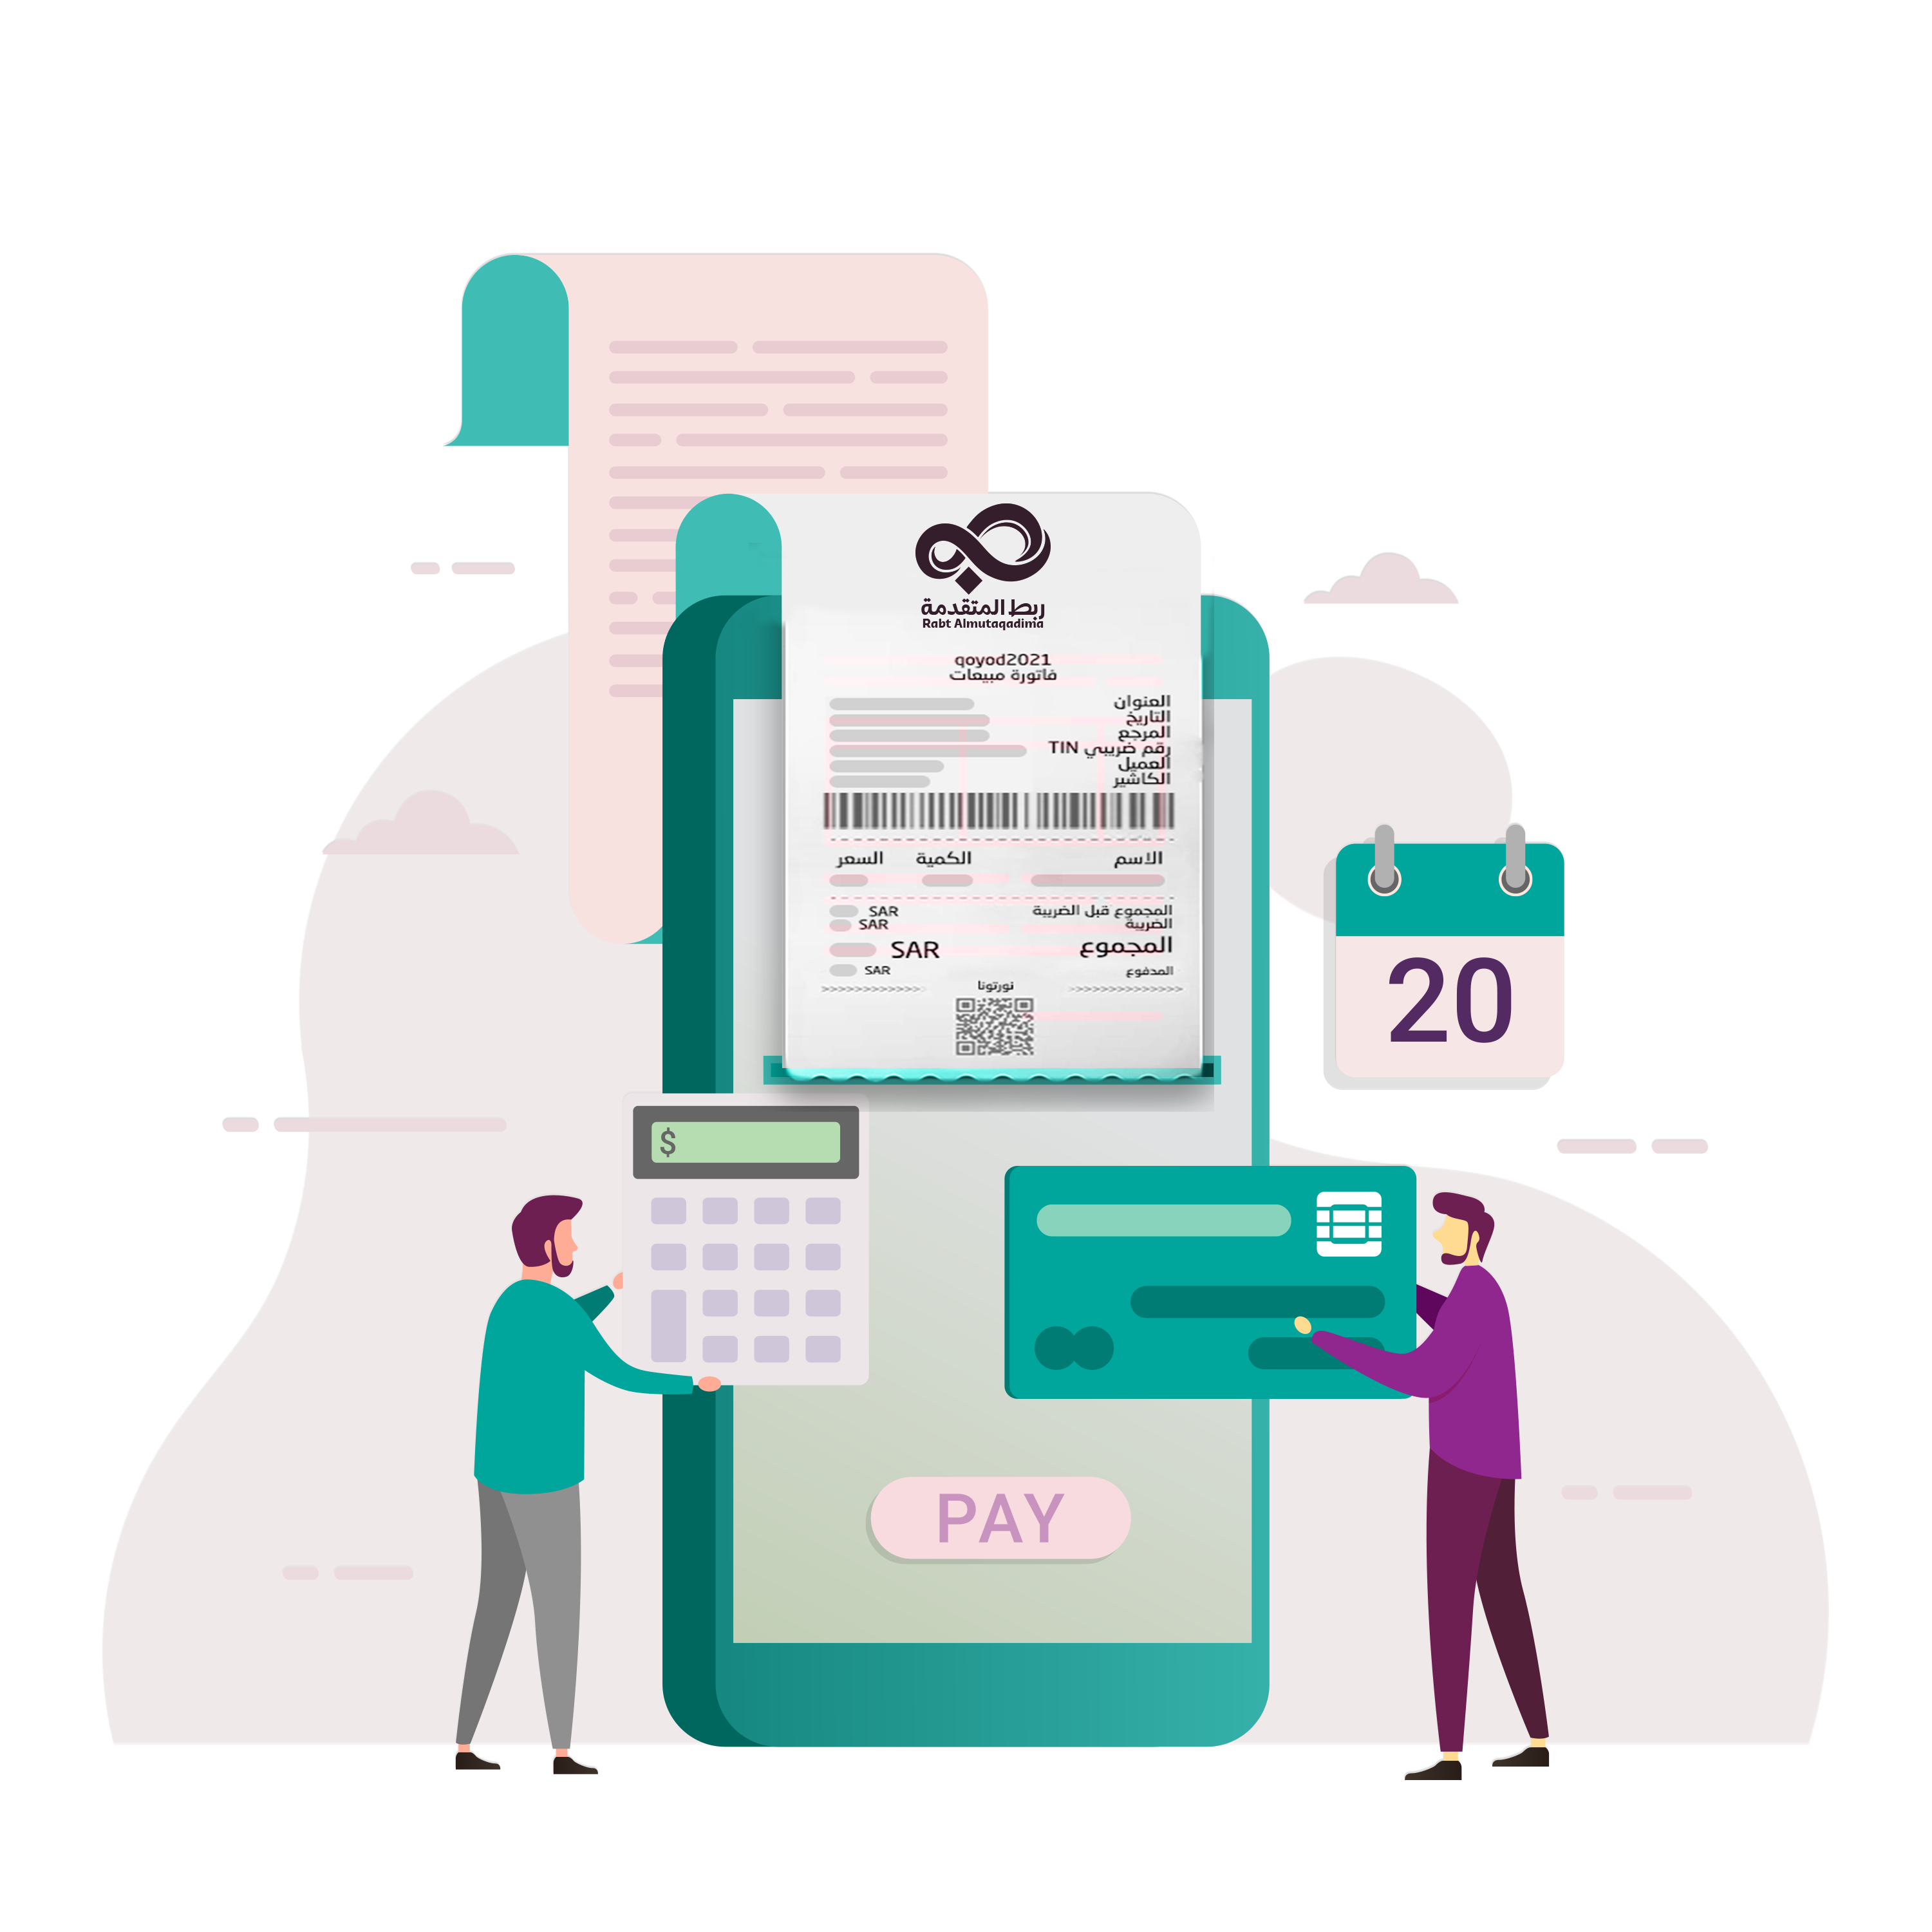 ربط المتقدمة
Rabt Almutaqadima
qoyod2021
فاتورة مبيعات
العنوان
التاريخ
المرجع
رقم ضريبي TIN
العميل
الكاشير
الاسم الكمية السعر
المجموع قبل الضريبة SAR
الضريبة SAR
المجموع SAR
المدفوع SAR
>>>>>>>>>>>> نورتونا >>>>>>>>>>>>>>
20
$
PAY